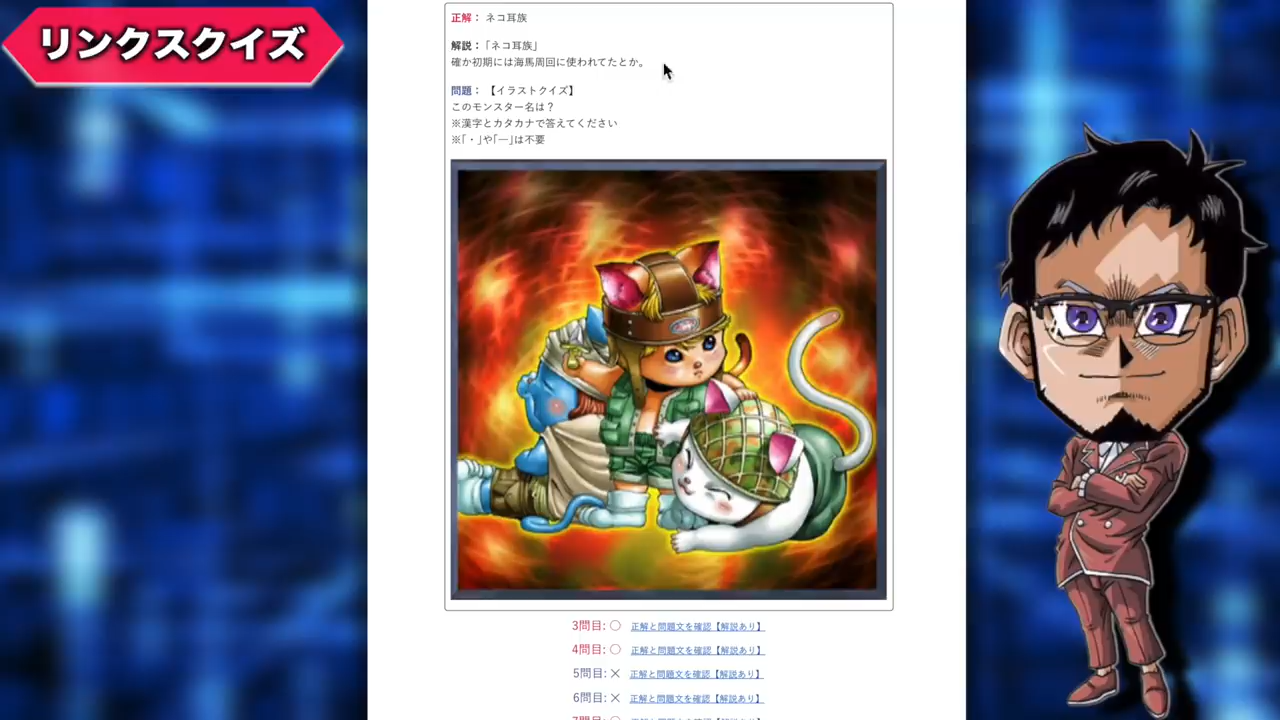 リンクスクイズ
正解： ネコ耳族
解説：「ネコ耳族」
確か初期には海馬周回に使われてたとか。
問題： 【イラストクイズ】
このモンスター名は？
※漢字とカタカナで答えてください
※「・」や「ー」は不要
3問目: ○ 正解と問題文を確認【解説あり】
4問目: ○ 正解と問題文を確認【解説あり】
5問目: × 正解と問題文を確認【解説あり】
6問目: × 正解と問題文を確認【解説あり】